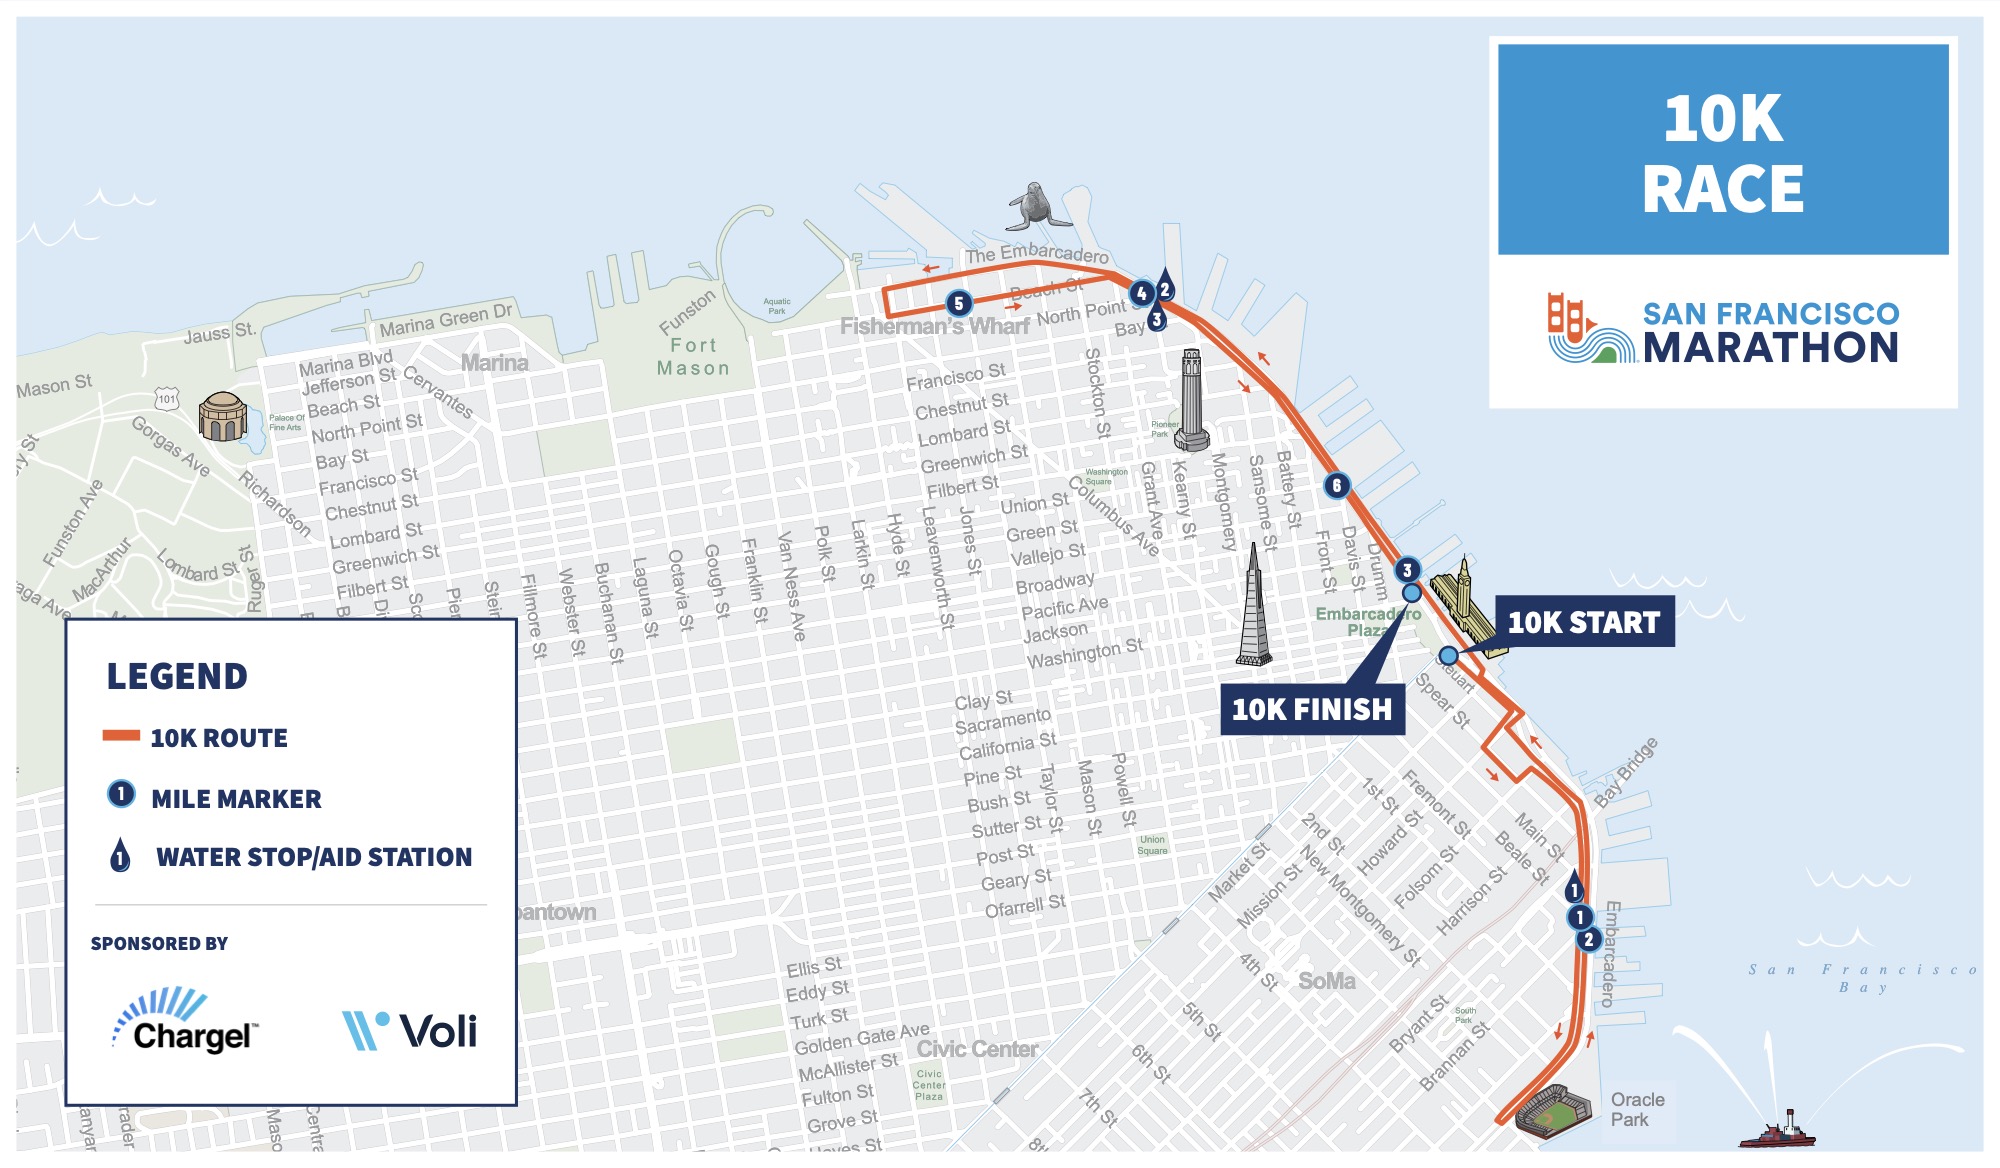 10K
RACE
SAN FRANCISCO
MARATHON
The Embarcadero
Beach St
North Point
Bay
Fisherman's Wharf
Aquatic
Park
Funston
Fort
Mason
Marina Green Dr
Jauss St.
Marina Blvd
Jefferson St
Beach St
North Point St
Bay St
Francisco St
Chestnut St
Lombard St
Greenwich St
Filbert St
Cervantes
Marina
Mason St
101
Palace Of
Fine Arts
Gorgas Ave
Richardson
Funston Ave
MacArthur
Lombard St
Ruger St
Fillmore St
Webster St
Buchanan St
Laguna St
Octavia St
Gough St
Franklin St
Van Ness Ave
Polk St
Larkin St
Hyde St
Leavenworth St
Jones St
Francisco St
Chestnut St
Lombard St
Greenwich St
Filbert St
Union St
Green St
Vallejo St
Broadway
Pacific Ave
Jackson
Washington St
Clay St
Sacramento
California St
Pine St
Bush St
Sutter St
Post St
Geary St
Ofarrell St
Ellis St
Eddy St
Turk St
Golden Gate Ave
McAllister St
Fulton St
Grove St
Hayes St
Taylor St
Mason St
Powell St
Stockton St
Pioneer
Park
Washington
Square
Columbus Ave
Grant Ave
Kearny St
Montgomery
Sansome St
Battery St
Front St
Davis St
Drumm
Embarcadero
Plaza
Union
Square
Civic Center
Civic
Center
Plaza
10K START
10K FINISH
Steuart
Spear St
Main St
Beale St
Fremont St
1st St
2nd St
New Montgomery St
Howard St
Folsom St
Harrison St
Market St
Mission St
4th St
5th St
6th St
7th St
8th
SoMa
South
Park
Bryant St
Brannan St
Bay Bridge
Embarcadero
Oracle
Park
San Francisco
Bay
5
4
2
3
6
3
1
1
2
LEGEND
10K ROUTE
1 MILE MARKER
1 WATER STOP/AID STATION
SPONSORED BY
Chargel™
Voli